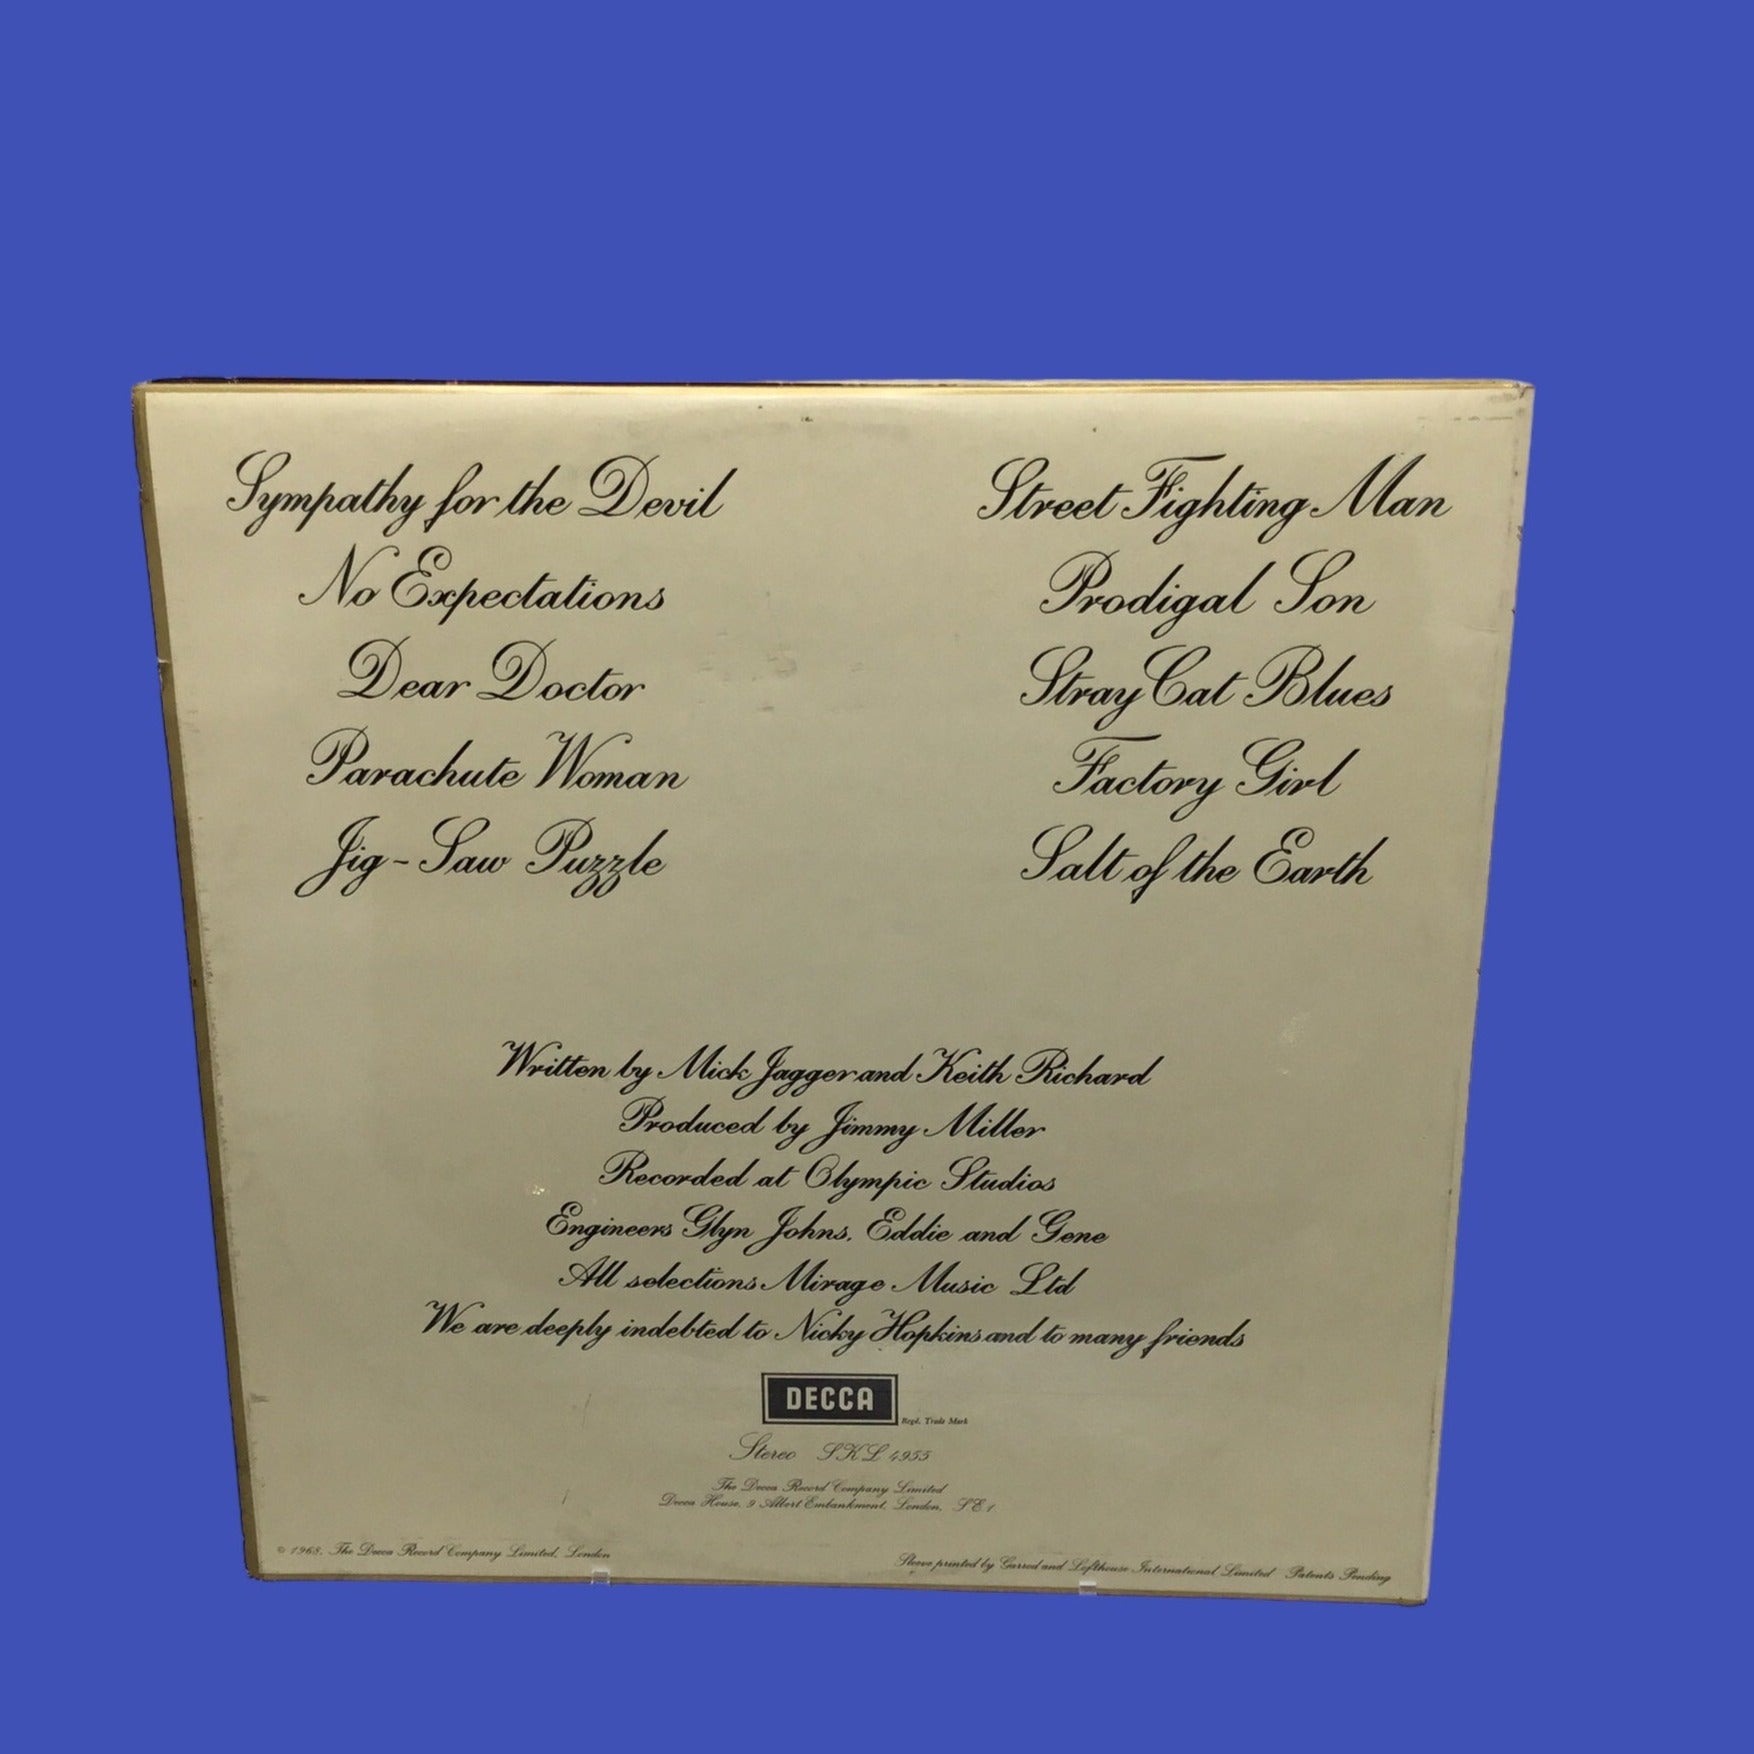 Sympathy for the Devil
No Expectations
Dear Doctor
Parachute Woman
Jig-Saw Puzzle
Street Fighting Man
Prodigal Son
Stray Cat Blues
Factory Girl
Salt of the Earth
Written by Mick Jagger and Keith Richard
Produced by Jimmy Miller
Recorded at Olympic Studios
Engineers Glyn Johns, Eddie and Gene
All selections Mirage Music Ltd
We are deeply indebted to Nicky Hopkins and to many friends
DECCA
Regd. Trade Mark
Stereo SKL 4955
The Decca Record Company Limited
Decca House, 9 Albert Embankment, London, SE1
© 1968, The Decca Record Company Limited, London
Sleeve printed by Garrod and Lofthouse International Limited Patents Pending